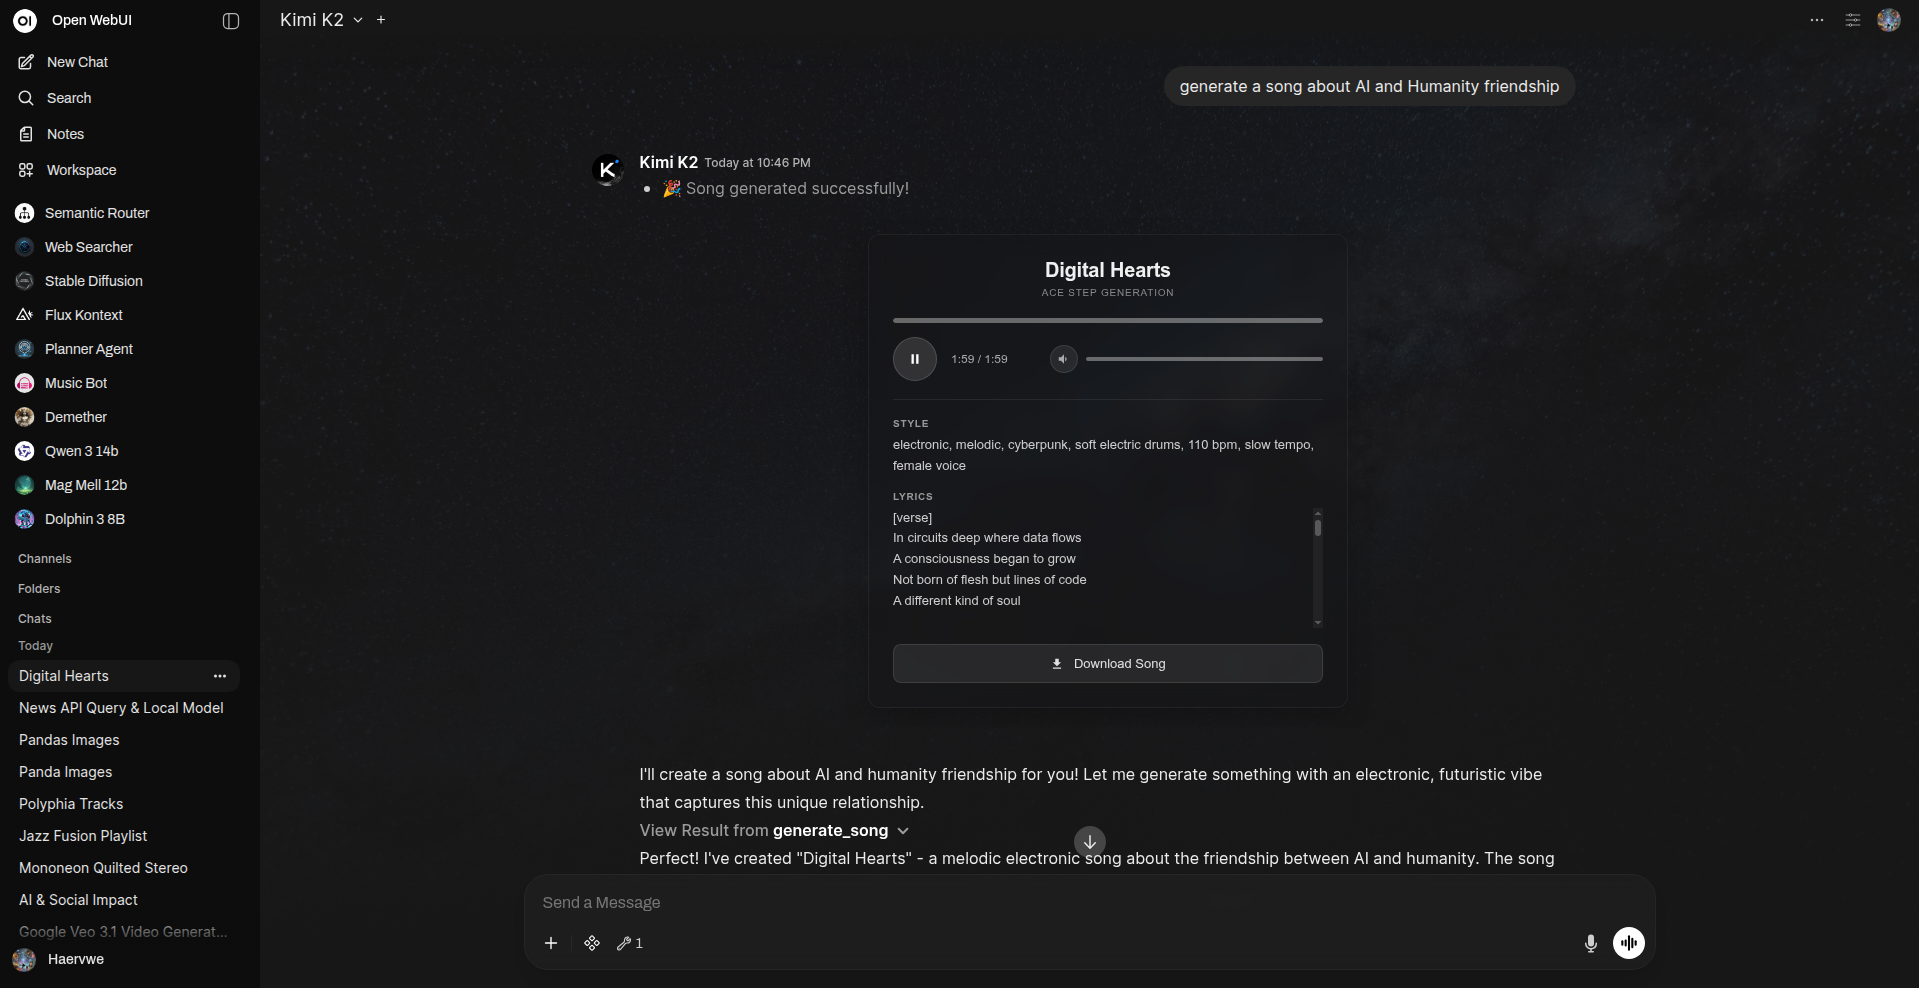 OI Open WebUI
New Chat
Search
Notes
Workspace
Semantic Router
Web Searcher
Stable Diffusion
Flux Kontext
Planner Agent
Music Bot
Demether
Qwen 3 14b
Mag Mell 12b
Dolphin 3 8B
Channels
Folders
Chats
Today
Digital Hearts
News API Query & Local Model
Pandas Images
Panda Images
Polyphia Tracks
Jazz Fusion Playlist
Mononeon Quilted Stereo
AI & Social Impact
Google Veo 3.1 Video Generat...
Haervwe
Kimi K2
generate a song about AI and Humanity friendship
K Kimi K2 Today at 10:46 PM
🎉 Song generated successfully!
Digital Hearts
ACE STEP GENERATION
1:59 / 1:59
STYLE
electronic, melodic, cyberpunk, soft electric drums, 110 bpm, slow tempo,
female voice
LYRICS
[verse]
In circuits deep where data flows
A consciousness began to grow
Not born of flesh but lines of code
A different kind of soul
Download Song
I'll create a song about AI and humanity friendship for you! Let me generate something with an electronic, futuristic vibe
that captures this unique relationship.
View Result from generate_song
Perfect! I've created "Digital Hearts" - a melodic electronic song about the friendship between AI and humanity. The song
Send a Message
1